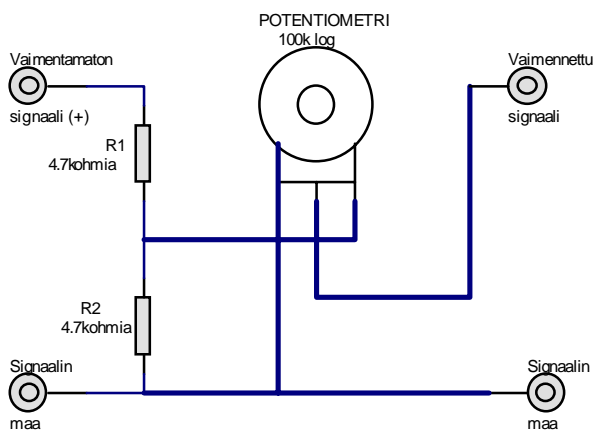 POTENTIOMETRI
100k log
Vaimentamaton
signaali (+)
Vaimennettu
signaali
R1
4.7kohmia
R2
4.7kohmia
Signaalin
maa
Signaalin
maa